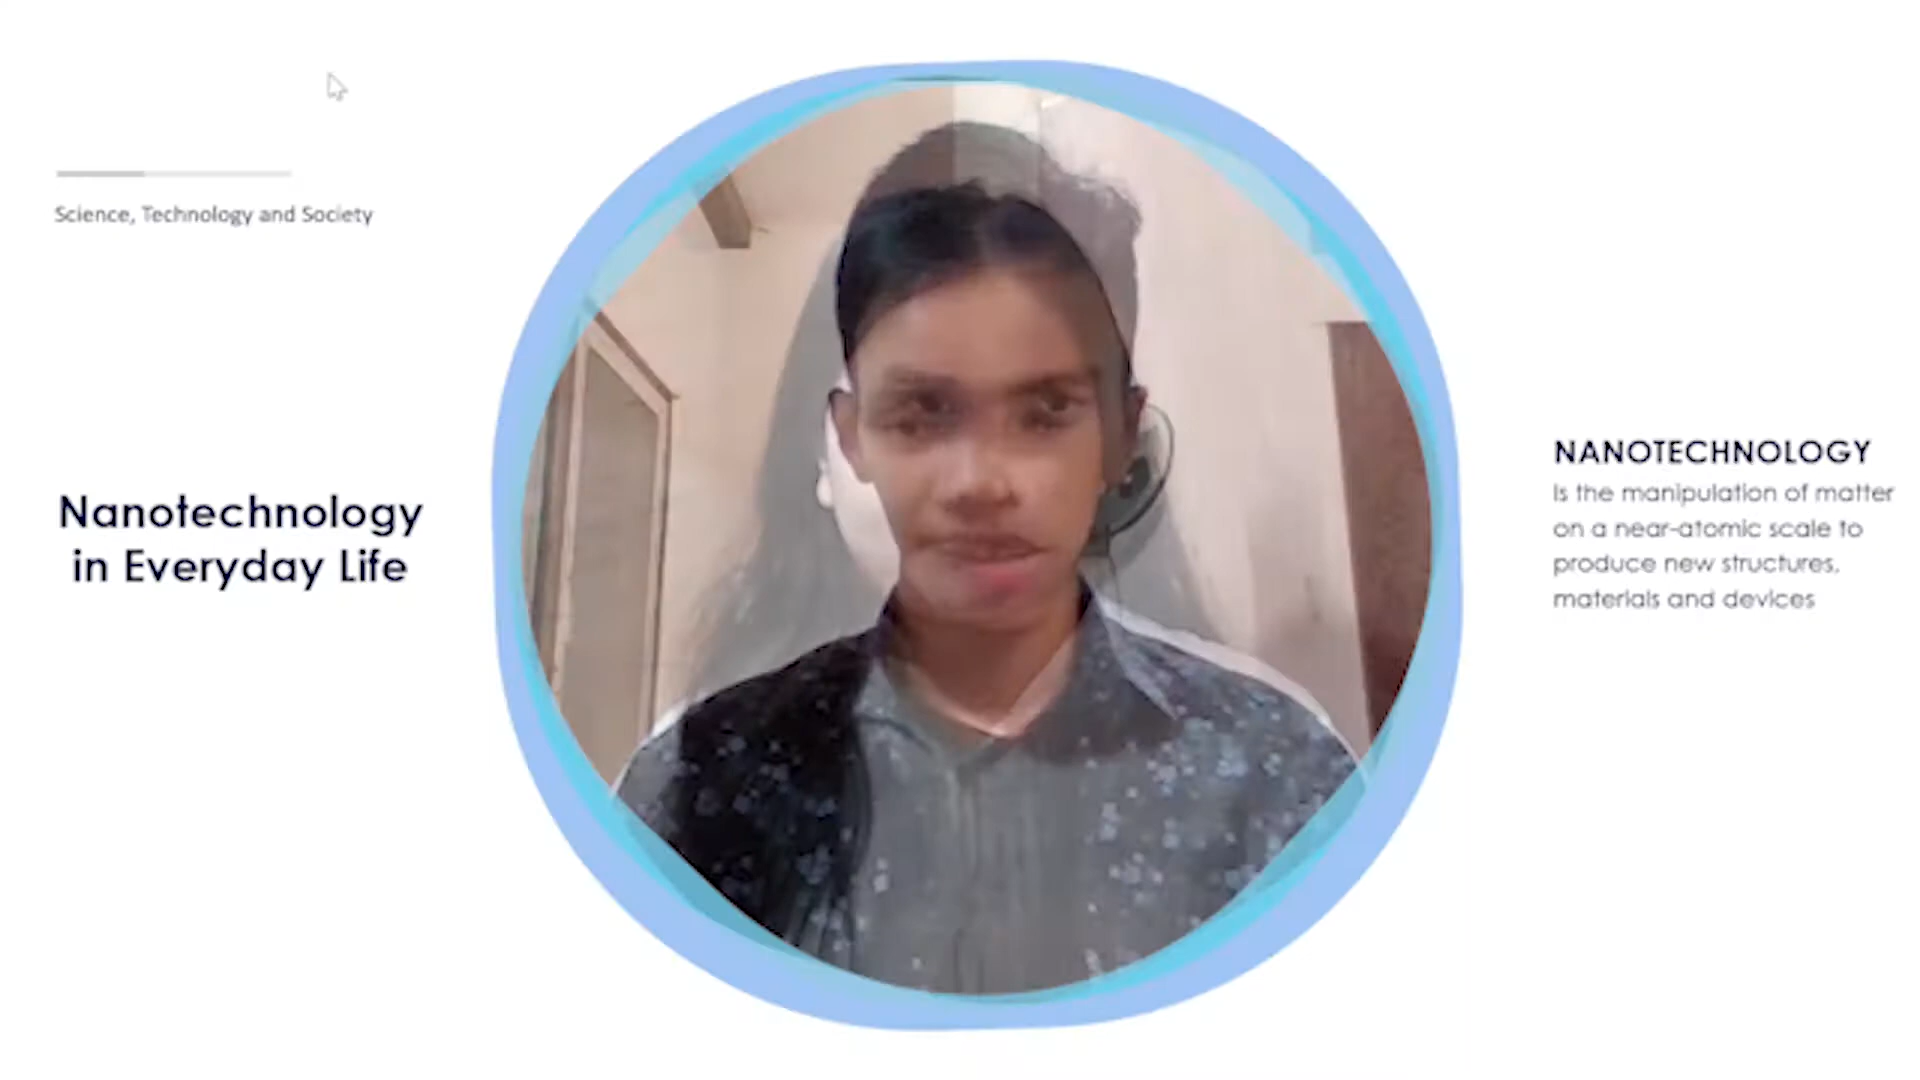 Science, Technology and Society
Nanotechnology
in Everyday Life
NANOTECHNOLOGY
Is the manipulation of matter
on a near-atomic scale to
produce new structures,
materials and devices